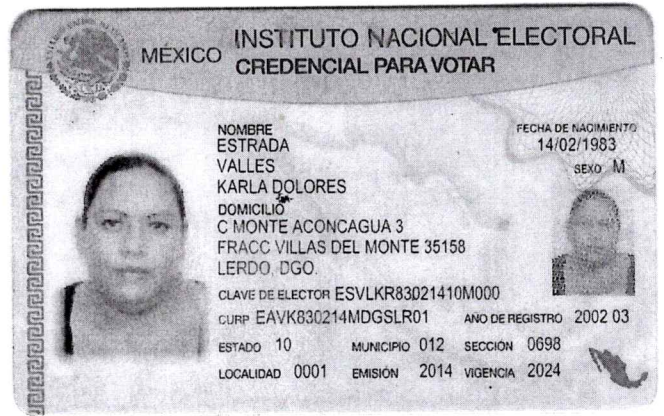 MÉXICO
INSTITUTO NACIONAL ELECTORAL
CREDENCIAL PARA VOTAR
NOMBRE
ESTRADA
VALLES
KARLA DOLORES
FECHA DE NACIMIENTO
14/02/1983
SEXO M
DOMICILIO
C MONTE ACONCAGUA 3
FRACC VILLAS DEL MONTE 35158
LERDO, DGO.
CLAVE DE ELECTOR ESVLKR83021410M000
CURP EAVK830214MDGSLR01 AÑO DE REGISTRO 2002 03
ESTADO 10 MUNICIPIO 012 SECCIÓN 0698
LOCALIDAD 0001 EMISIÓN 2014 VIGENCIA 2024